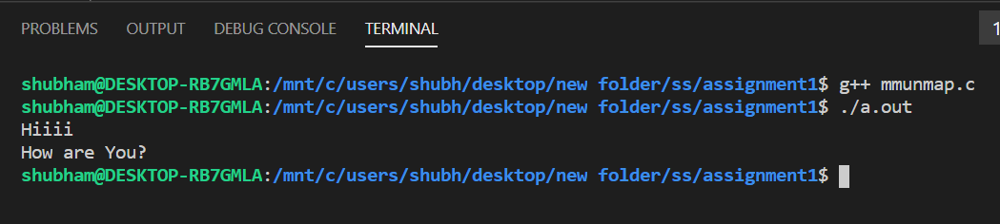 PROBLEMS OUTPUT DEBUG CONSOLE TERMINAL 1
shubham@DESKTOP-RB7GMLA:/mnt/c/users/shubh/desktop/new folder/ss/assignment1$ g++ mmunmap.c
shubham@DESKTOP-RB7GMLA:/mnt/c/users/shubh/desktop/new folder/ss/assignment1$ ./a.out
Hiiii
How are You?
shubham@DESKTOP-RB7GMLA:/mnt/c/users/shubh/desktop/new folder/ss/assignment1$